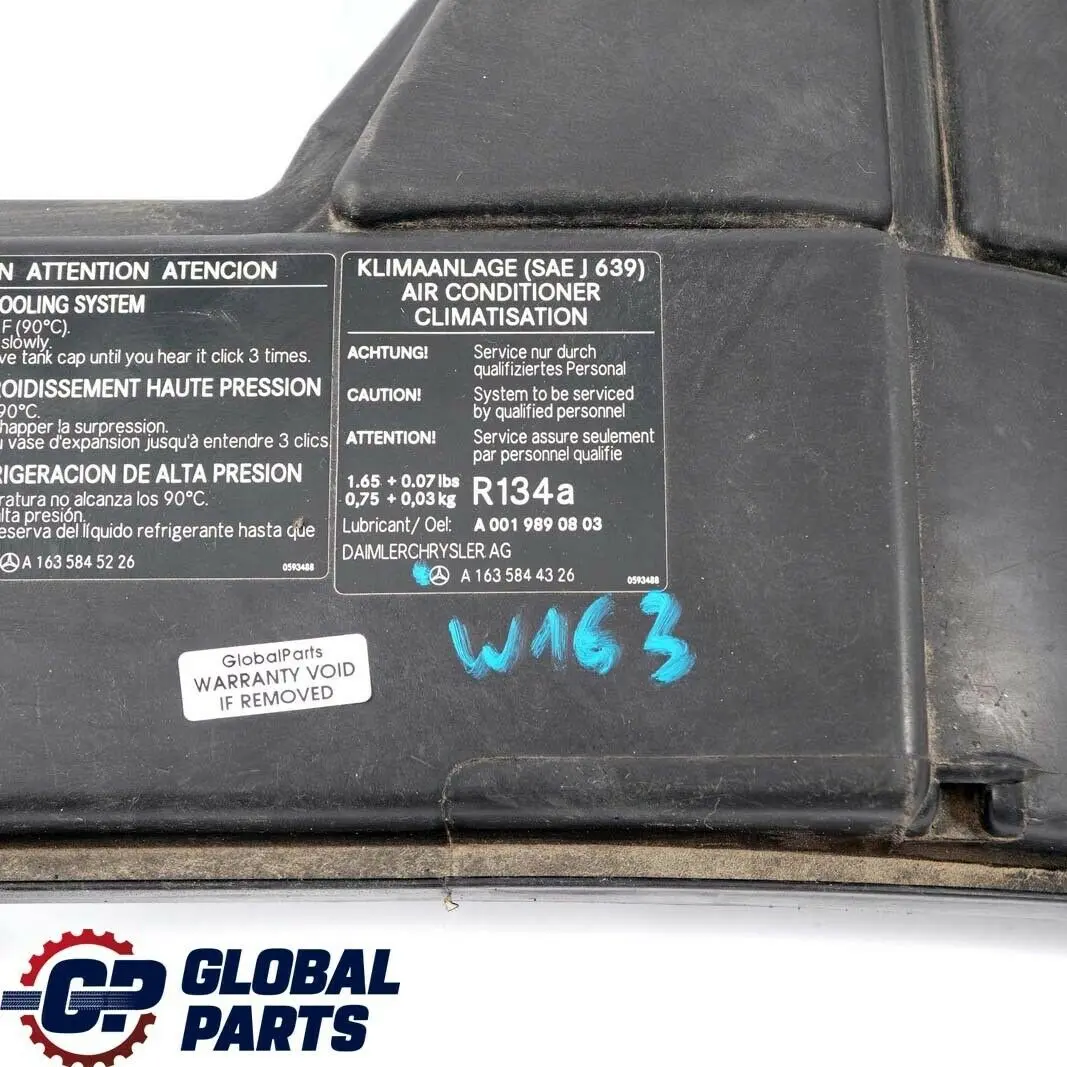 N ATTENTION ATENCION
OOLING SYSTEM
F (90°C).
slowly.
ve tank cap until you hear it click 3 times.
ROIDISSEMENT HAUTE PRESSION
90°C.
happer la surpression.
u vase d'expansion jusqu'à entendre 3 clics
RIGERACION DE ALTA PRESION
ratura no alcanza los 90°C.
lta presión.
eserva del líquido refrigerante hasta que
A 163 584 52 26 0593488
KLIMAANLAGE (SAE J 639)
AIR CONDITIONER
CLIMATISATION
ACHTUNG! Service nur durch
qualifiziertes Personal
CAUTION! System to be serviced
by qualified personnel
ATTENTION! Service assure seulement
par personnel qualifie
1.65 + 0.07 lbs
0,75 + 0,03 kg R134a
Lubricant/ Oel: A 001 989 08 03
DAIMLERCHRYSLER AG
A 163 584 43 26 0593488
W163
GlobalParts
WARRANTY VOID
IF REMOVED
GP GLOBAL
PARTS